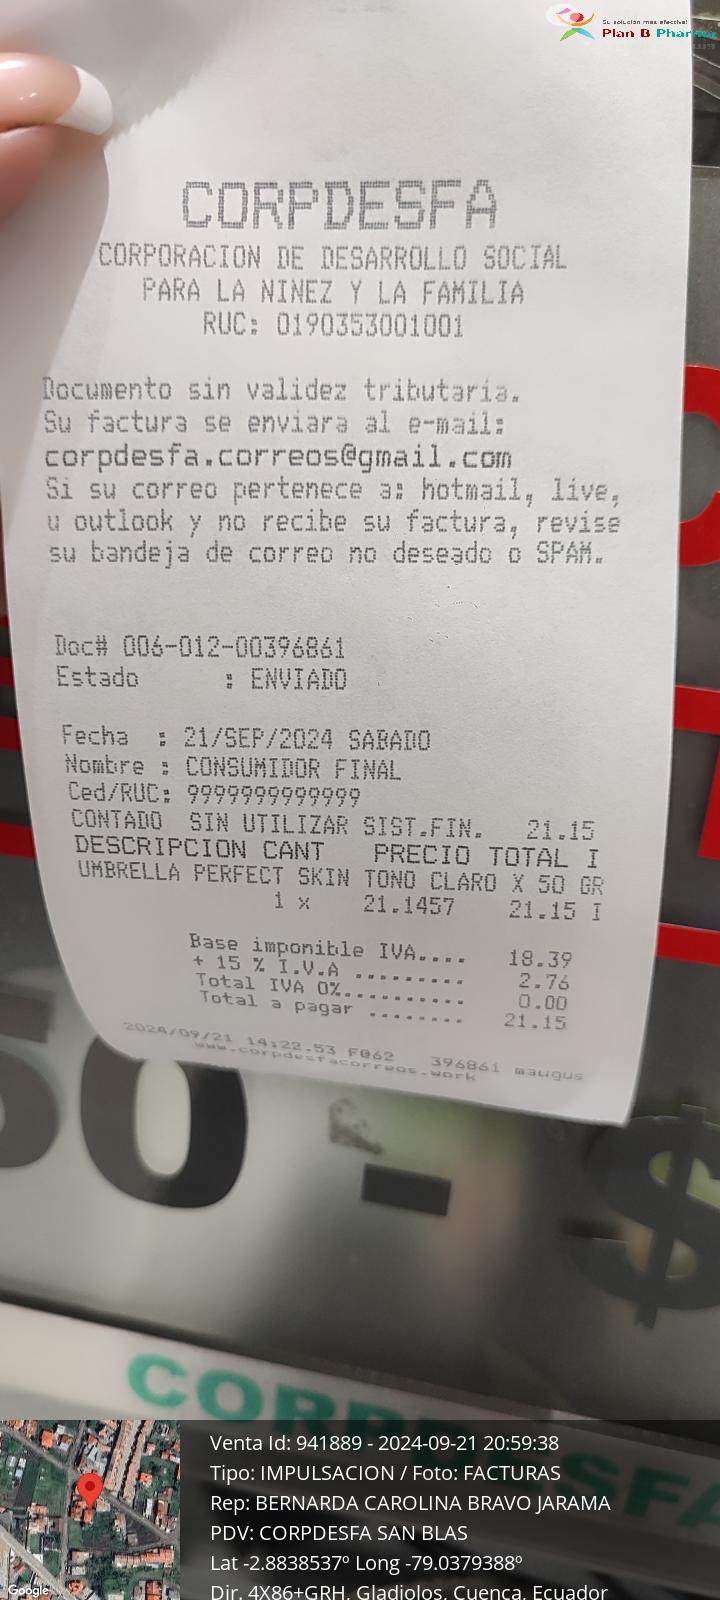 Su solución más efectiva!
Plan B Pharma
CORPDESFA
CORPORACION DE DESARROLLO SOCIAL
PARA LA NINEZ Y LA FAMILIA
RUC: 0190353001001
Documento sin validez tributaria.
Su factura se enviara al e-mail:
corpdesfa.correos@gmail.com
Si su correo pertenece a: hotmail, live,
u outlook y no recibe su factura, revise
su bandeja de correo no deseado o SPAM.
Doc# 006-012-00396861
Estado : ENVIADO
Fecha : 21/SEP/2024 SABADO
Nombre : CONSUMIDOR FINAL
Ced/RUC: 9999999999999
CONTADO SIN UTILIZAR SIST.FIN. 21.15
DESCRIPCION CANT PRECIO TOTAL I
UMBRELLA PERFECT SKIN TONO CLARO X 50 GR
1 x 21.1457 21.15 I
Base imponible IVA.... 18.39
+ 15 % I.V.A ......... 2.76
Total IVA 0%.......... 0.00
Total a pagar ........ 21.15
2024/09/21 14:22.53 F062 396861 maugus
www.corpdesfacorreos.work
50 - $
CORPDESFA
Venta Id: 941889 - 2024-09-21 20:59:38
Tipo: IMPULSACION / Foto: FACTURAS
Rep: BERNARDA CAROLINA BRAVO JARAMA
PDV: CORPDESFA SAN BLAS
Lat -2.8838537º Long -79.0379388º
Dir. 4X86+GRH, Gladiolos, Cuenca, Ecuador
Google